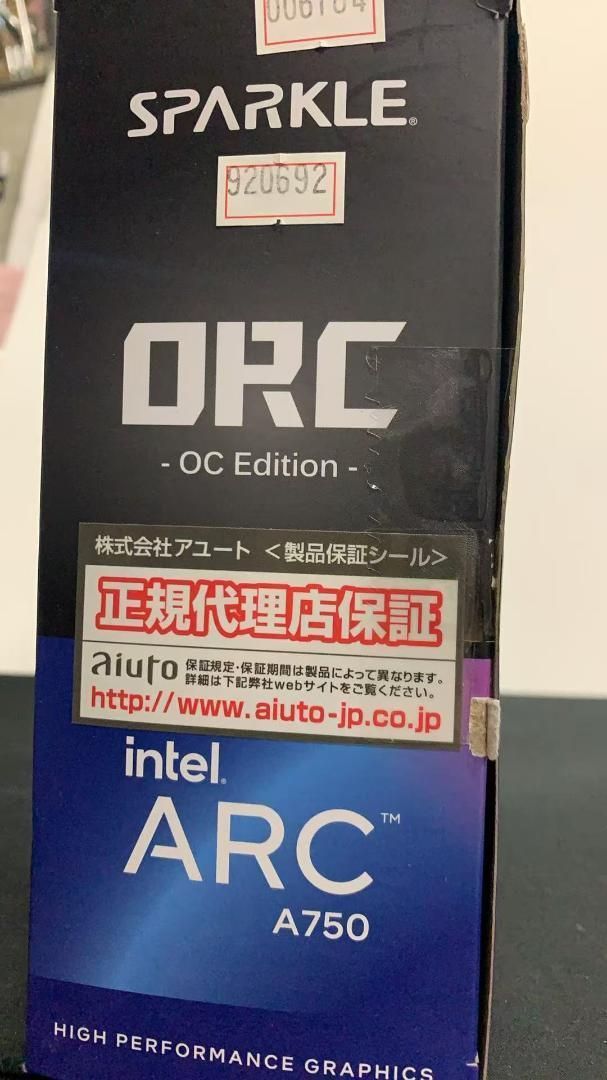 006784
SPARKLE®
920692
ORC
- OC Edition -
株式会社アユート <製品保証シール>
正規代理店保証
aiuto 保証規定・保証期間は製品によって異なります。
詳細は下記弊社webサイトをご覧ください。
http://www.aiuto-jp.co.jp
intel®
ARC™
A750
HIGH PERFORMANCE GRAPHICS